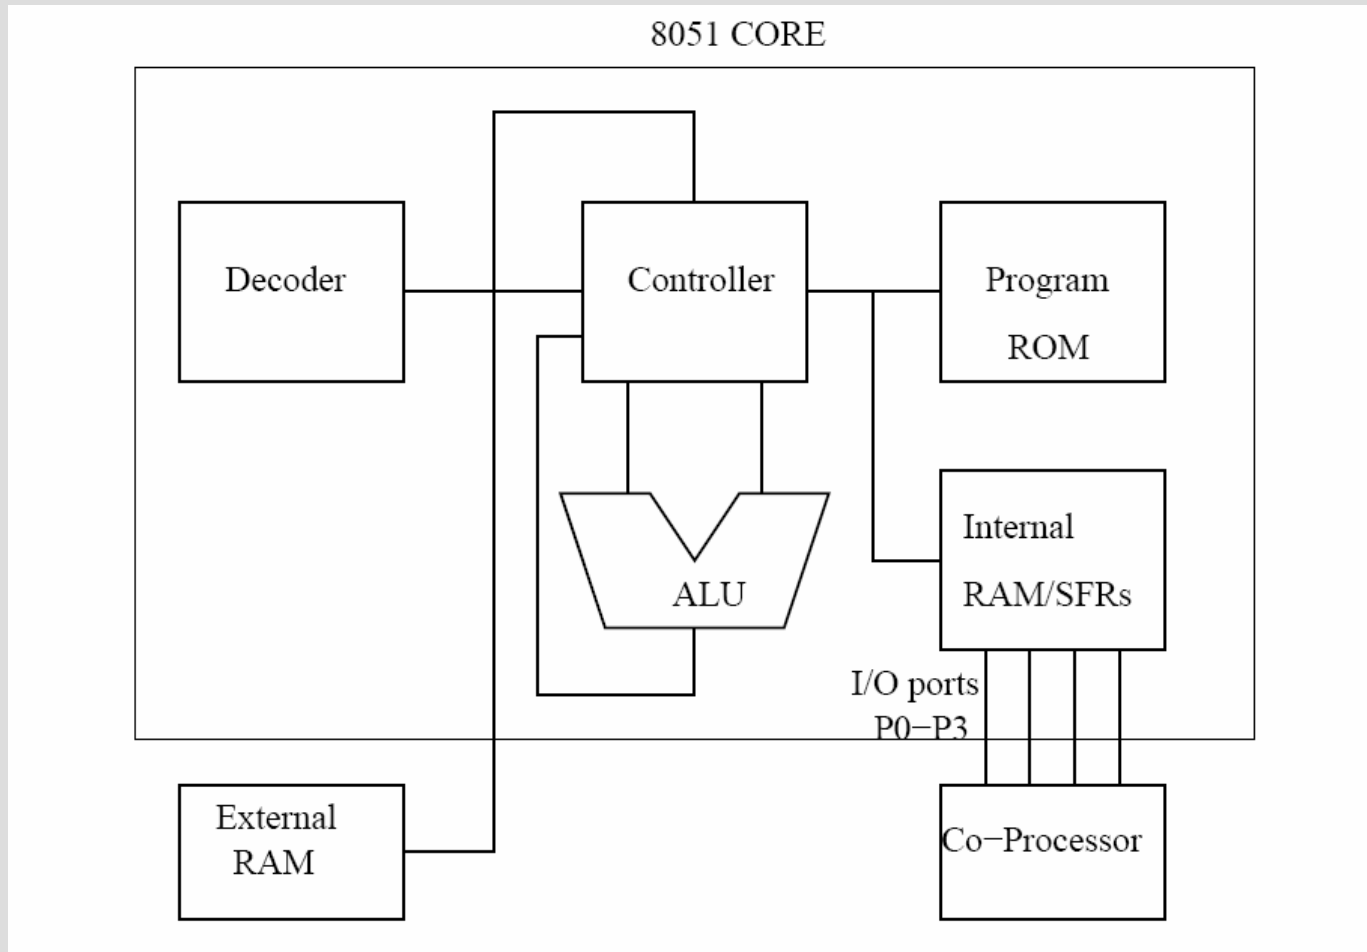 8051 CORE
Decoder
Controller
Program
ROM
Internal
RAM/SFRs
ALU
I/O ports
P0−P3
External
RAM
Co−Processor